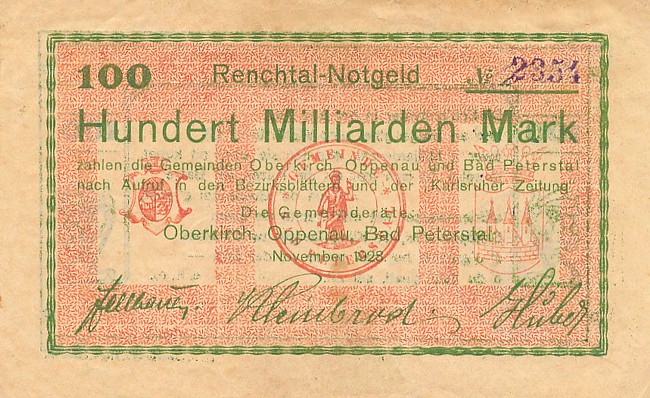 100 Renchtal-Notgeld № 2354
Hundert Milliarden Mark
zahlen die Gemeinden Oberkirch, Oppenau und Bad Peterstal
nach Aufruf in den Bezirksblättern und der "Karlsruher Zeitung"
Die Gemeinderäte
Oberkirch, Oppenau, Bad Peterstal
November 1923.
Huber